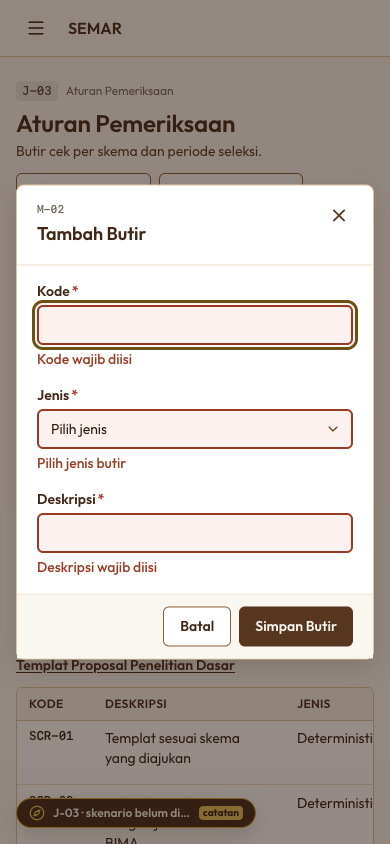 SEMAR
J-03 Aturan Pemeriksaan
Aturan Pemeriksaan
Butir cek per skema dan periode seleksi.
M-02
Tambah Butir
Kode *
Kode wajib diisi
Jenis *
Pilih jenis
Pilih jenis butir
Deskripsi *
Deskripsi wajib diisi
Batal Simpan Butir
Templat Proposal Penelitian Dasar
KODE DESKRIPSI JENIS
SCR-01 Templat sesuai skema Deterministi
yang diajukan
Deterministi
J-03 · skenario belum di... catatan
BIMA